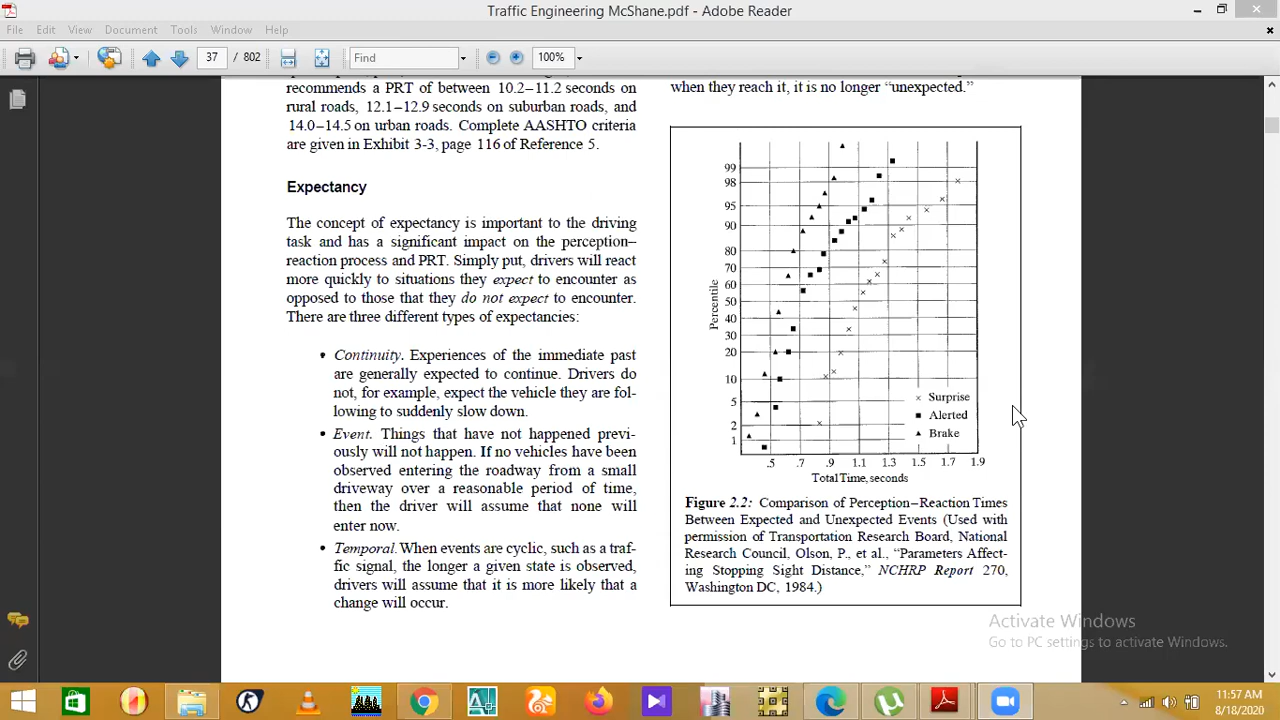 Traffic Engineering McShane.pdf - Adobe Reader
File Edit View Document Tools Window Help
37 / 802 Find 100%
recommends a PRT of between 10.2–11.2 seconds on
rural roads, 12.1–12.9 seconds on suburban roads, and
14.0–14.5 on urban roads. Complete AASHTO criteria
are given in Exhibit 3-3, page 116 of Reference 5.
Expectancy
The concept of expectancy is important to the driving
task and has a significant impact on the perception–
reaction process and PRT. Simply put, drivers will react
more quickly to situations they expect to encounter as
opposed to those that they do not expect to encounter.
There are three different types of expectancies:
• Continuity. Experiences of the immediate past
are generally expected to continue. Drivers do
not, for example, expect the vehicle they are fol-
lowing to suddenly slow down.
• Event. Things that have not happened previ-
ously will not happen. If no vehicles have been
observed entering the roadway from a small
driveway over a reasonable period of time,
then the driver will assume that none will
enter now.
• Temporal. When events are cyclic, such as a traf-
fic signal, the longer a given state is observed,
drivers will assume that it is more likely that a
change will occur.
when they reach it, it is no longer “unexpected.”
99
98
95
90
80
70
60
50
40
30
20
10
5
2
1
Percentile
Surprise
Alerted
Brake
.5 .7 .9 1.1 1.3 1.5 1.7 1.9
Total Time, seconds
Figure 2.2: Comparison of Perception–Reaction Times
Between Expected and Unexpected Events (Used with
permission of Transportation Research Board, National
Research Council, Olson, P., et al., “Parameters Affect-
ing Stopping Sight Distance,” NCHRP Report 270,
Washington DC, 1984.)
Activate Windows
Go to PC settings to activate Windows.
11:57 AM
8/18/2020